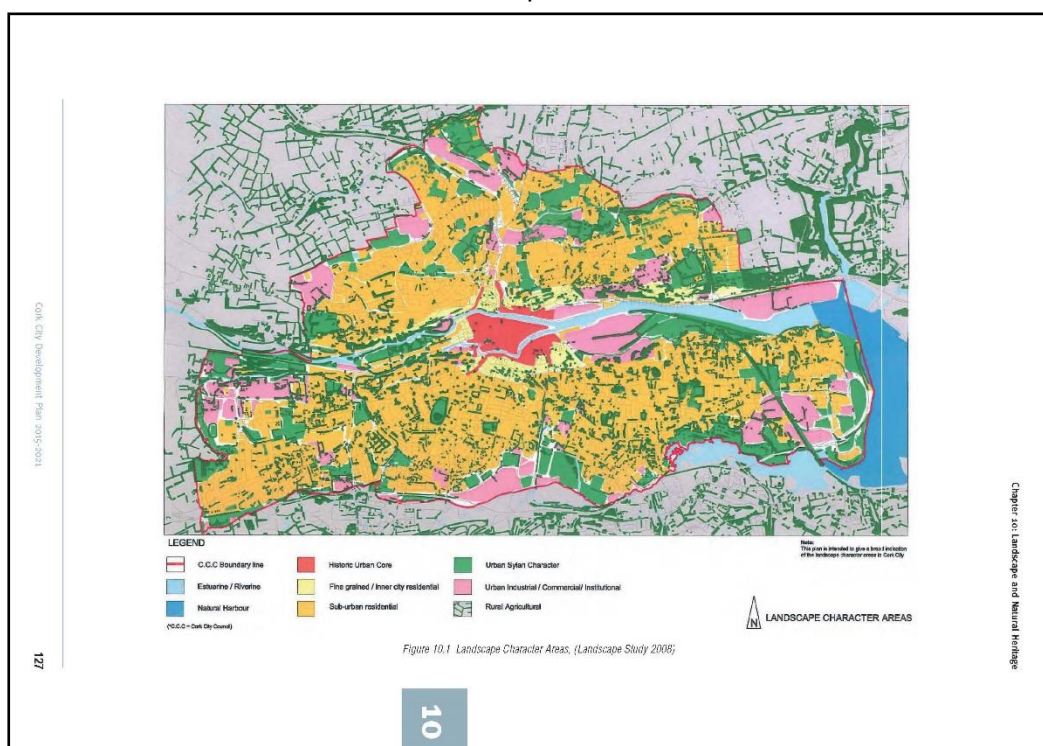 Cork City Development Plan 2015-2021
127
Chapter 10: Landscape and Natural Heritage
LEGEND
C.C.C Boundary line
Estuarine / Riverine
Natural Harbour
(*C.C.C = Cork City Council)
Historic Urban Core
Fine grained / Inner city residential
Sub-urban residential
Urban Sylan Character
Urban Industrial / Commercial/ Institutional
Rural Agricultural
Note:
This plan is intended to give a broad indication
of the landscape character areas in Cork City
N
LANDSCAPE CHARACTER AREAS
Figure 10.1 Landscape Character Areas, (Landscape Study 2008)
10